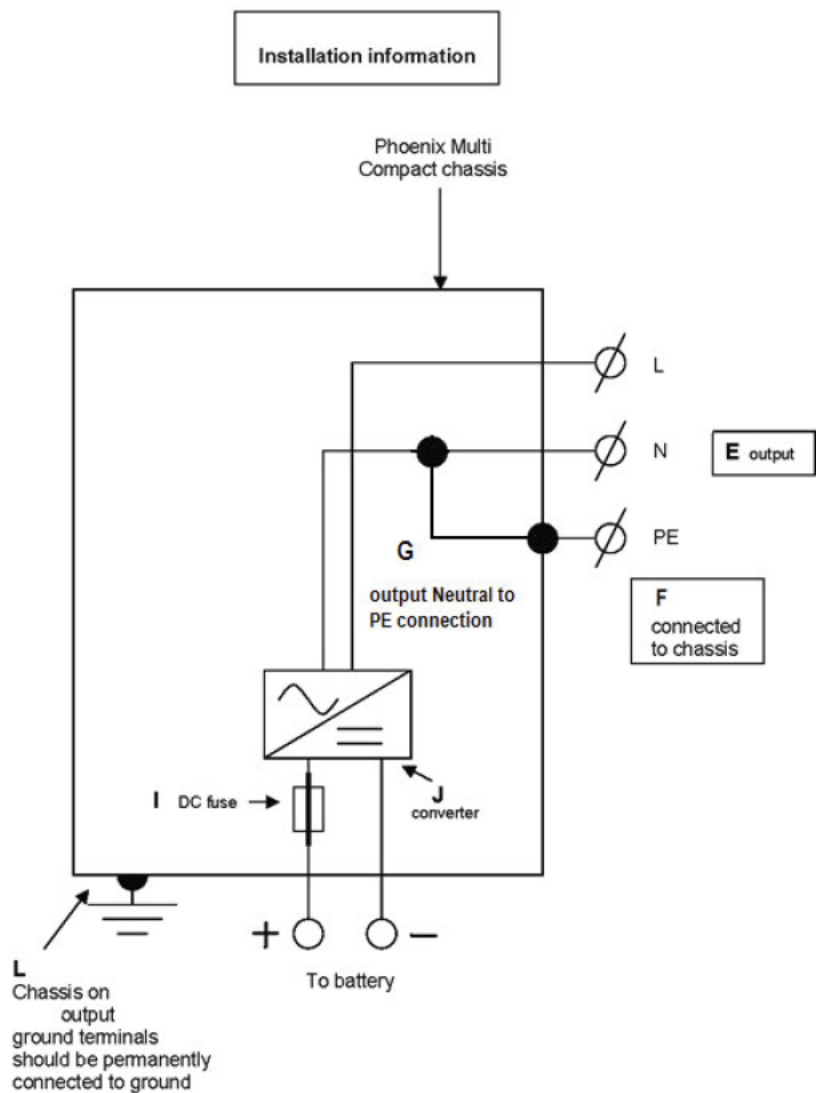 Installation information
Phoenix Multi
Compact chassis
L
N
E output
PE
G
output Neutral to
PE connection
F
connected
to chassis
I DC fuse
J
converter
+
−
To battery
L
Chassis on
output
ground terminals
should be permanently
connected to ground